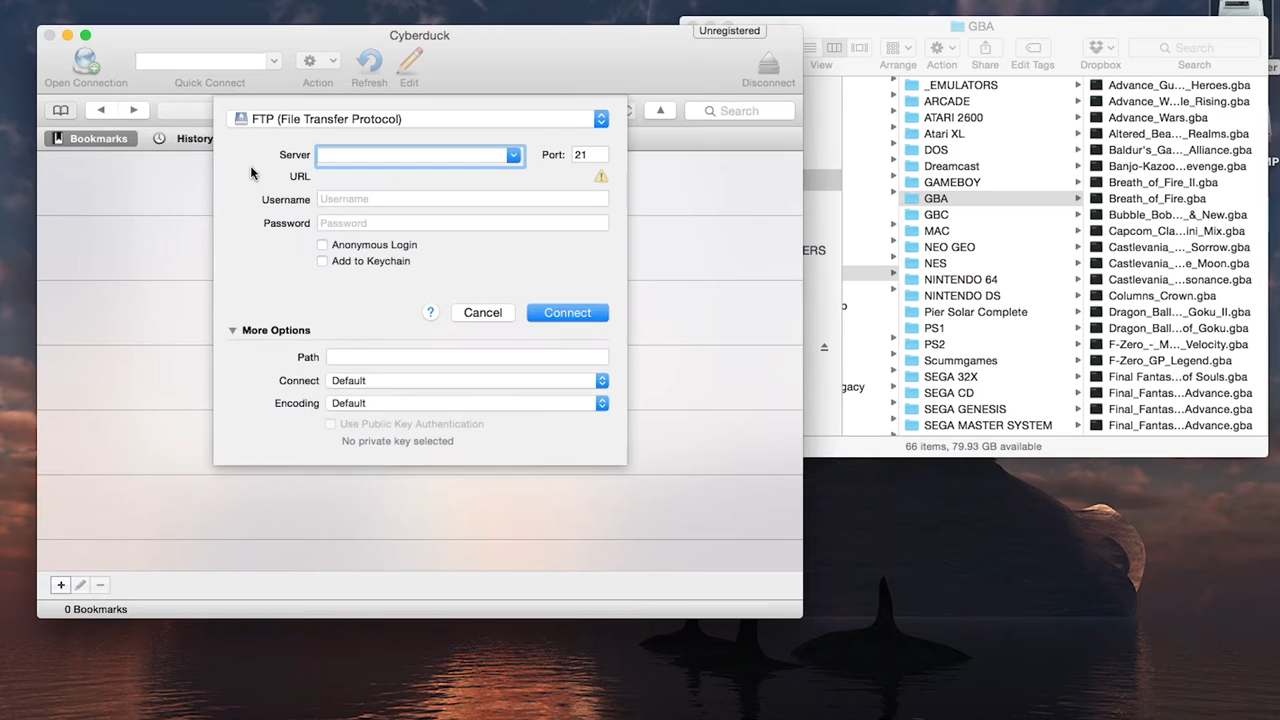 Cyberduck
Unregistered
Open Connection
Quick Connect
Action
Refresh
Edit
Disconnect
Search
Bookmarks
History
FTP (File Transfer Protocol)
Server
Port: 21
URL
Username Username
Password Password
Anonymous Login
Add to Keychain
? Cancel Connect
More Options
Path
Connect Default
Encoding Default
Use Public Key Authentication
No private key selected
0 Bookmarks
GBA
Search
View Arrange Action Share Edit Tags Dropbox Search
ERS
_EMULATORS
ARCADE
ATARI 2600
Atari XL
DOS
Dreamcast
GAMEBOY
GBA
GBC
MAC
NEO GEO
NES
NINTENDO 64
NINTENDO DS
Pier Solar Complete
PS1
PS2
Scummgames
SEGA 32X
SEGA CD
SEGA GENESIS
SEGA MASTER SYSTEM
Advance_Gu..._Heroes.gba
Advance_W...le_Rising.gba
Advance_Wars.gba
Altered_Bea..._Realms.gba
Baldur's_Ga..._Alliance.gba
Banjo-Kazoo...evenge.gba
Breath_of_Fire_II.gba
Breath_of_Fire.gba
Bubble_Bob..._&_New.gba
Capcom_Cla...ini_Mix.gba
Castlevania_..._Sorrow.gba
Castlevania_...e_Moon.gba
Castlevania_...sonance.gba
Columns_Crown.gba
Dragon_Ball..._Goku_II.gba
Dragon_Ball...of_Goku.gba
F-Zero_-_M..._Velocity.gba
F-Zero_GP_Legend.gba
Final Fantas...of Souls.gba
Final_Fantas...Advance.gba
Final_Fantas...Advance.gba
Final_Fantas...Advance.gba
66 items, 79.93 GB available